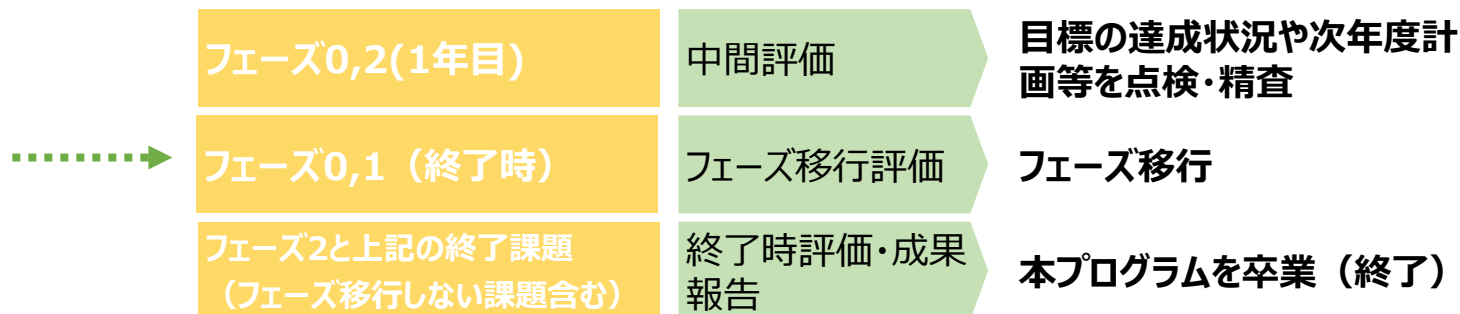 フェーズ0,2(1年目)
中間評価
目標の達成状況や次年度計
画等を点検・精査
フェーズ0,1（終了時）
フェーズ移行評価
フェーズ移行
フェーズ2と上記の終了課題
（フェーズ移行しない課題含む）
終了時評価・成果
報告
本プログラムを卒業（終了）